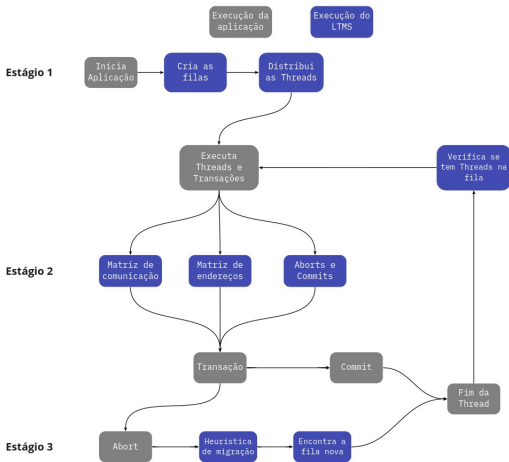 Execução da
aplicação
Execução do
LTMS
Estágio 1
Inicia
Aplicação
Cria as
filas
Distribui
as Threads
Executa
Threads e
Transações
Verifica se
tem Threads na
fila
Estágio 2
Matriz de
comunicação
Matriz de
endereços
Aborts e
Commits
Transação
Commit
Fim da
Thread
Estágio 3
Abort
Heurística
de migração
Encontra a
fila nova